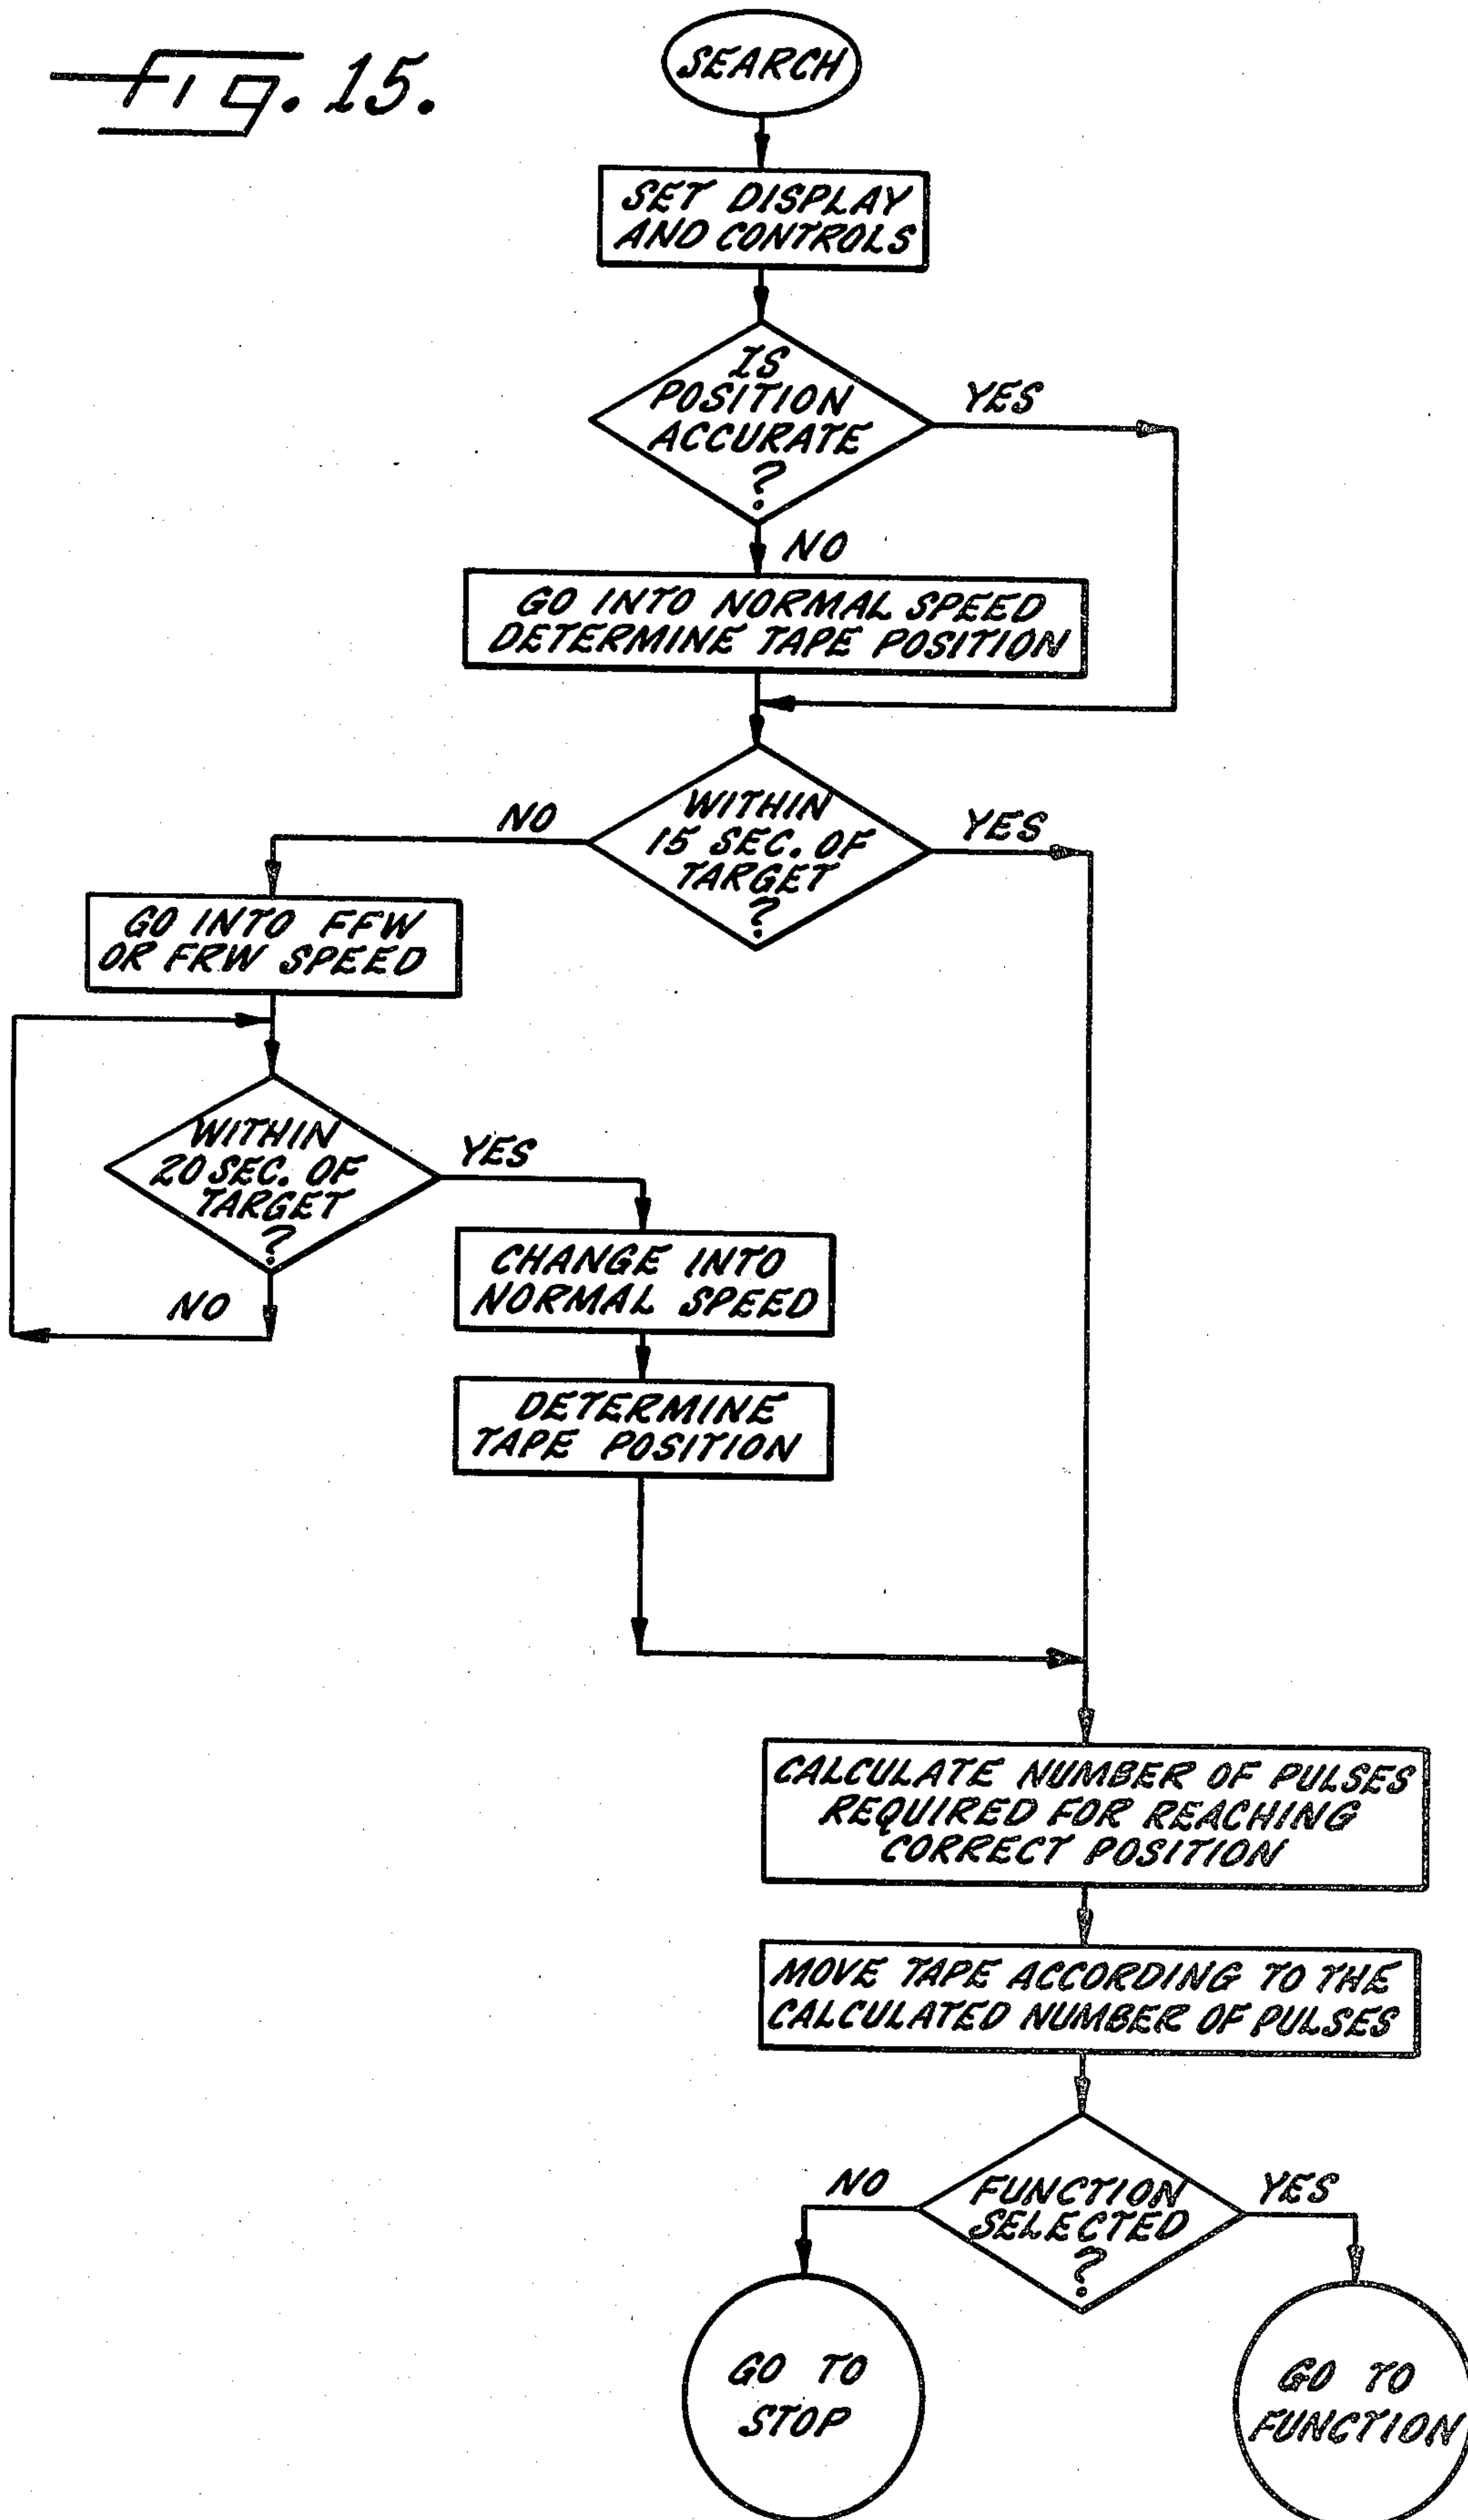 Fig. 15.
SEARCH
SET DISPLAY
AND CONTROLS
IS
POSITION
ACCURATE
?
YES
NO
GO INTO NORMAL SPEED
DETERMINE TAPE POSITION
WITHIN
15 SEC. OF
TARGET
?
NO
YES
GO INTO FFW
OR FRW SPEED
WITHIN
20 SEC. OF
TARGET
?
YES
NO
CHANGE INTO
NORMAL SPEED
DETERMINE
TAPE POSITION
CALCULATE NUMBER OF PULSES
REQUIRED FOR REACHING
CORRECT POSITION
MOVE TAPE ACCORDING TO THE
CALCULATED NUMBER OF PULSES
FUNCTION
SELECTED
?
NO
YES
GO TO
STOP
GO TO
FUNCTION